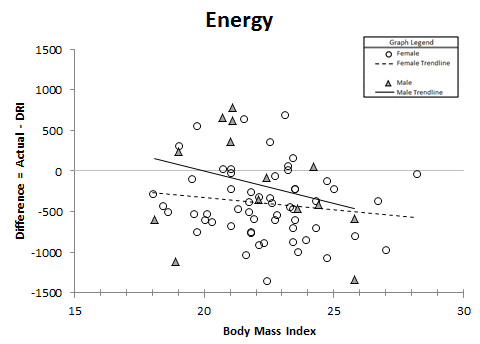 Energy
Graph Legend
Female
Female Trendline
Male
Male Trendline
Difference = Actual - DRI
1500
1000
500
0
-500
-1000
-1500
15
20
25
30
Body Mass Index